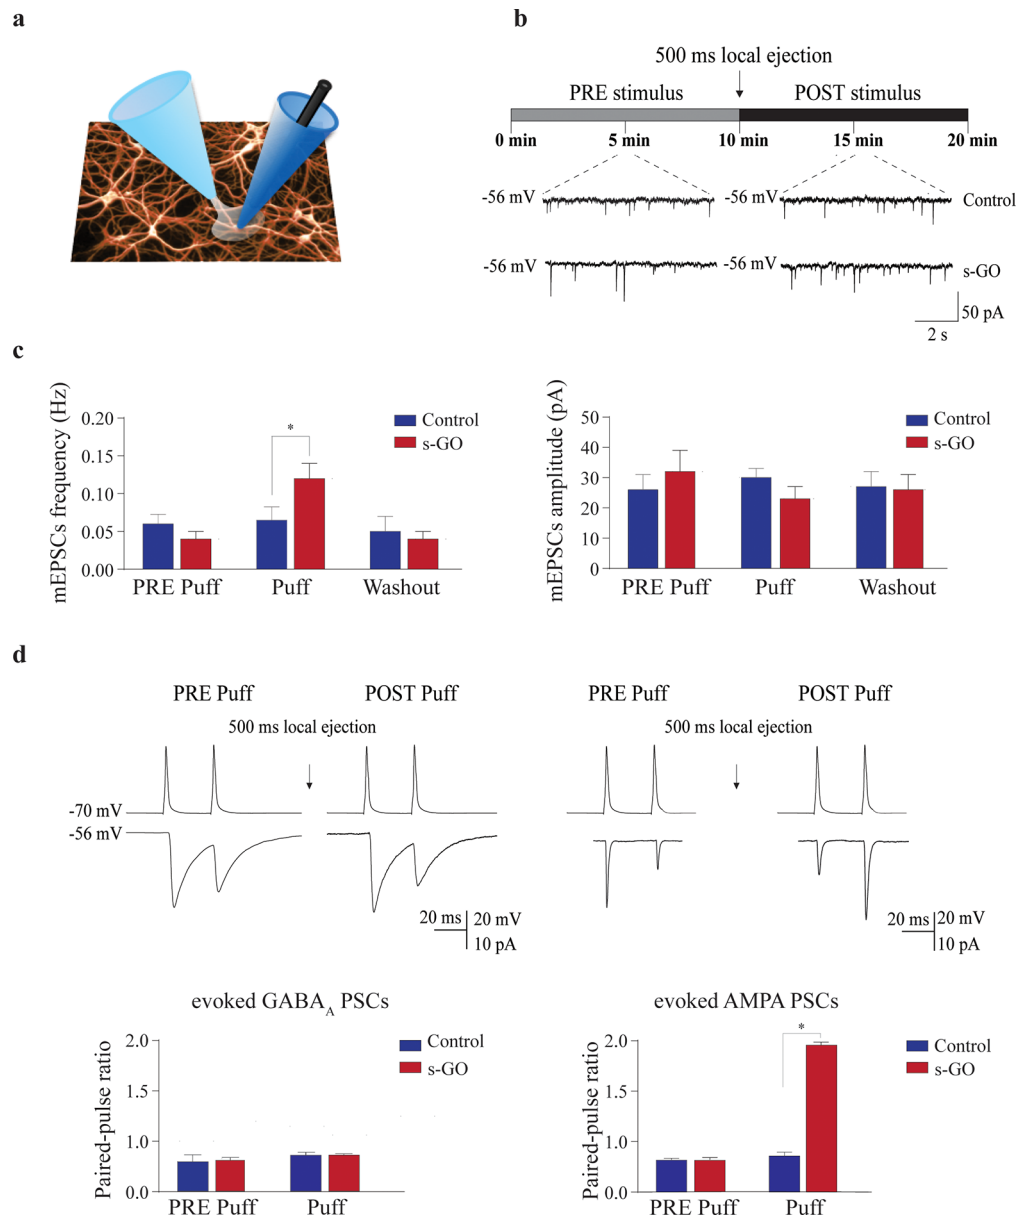 a
b
500 ms local ejection
PRE stimulus
POST stimulus
0 min
5 min
10 min
15 min
20 min
-56 mV
-56 mV
Control
-56 mV
-56 mV
s-GO
50 pA
2 s
c
mEPSCs frequency (Hz)
0.20
0.15
0.10
0.05
0.00
*
Control
s-GO
PRE Puff
Puff
Washout
mEPSCs amplitude (pA)
50
40
30
20
10
0
Control
s-GO
PRE Puff
Puff
Washout
d
PRE Puff
POST Puff
500 ms local ejection
-70 mV
-56 mV
20 ms
20 mV
10 pA
PRE Puff
POST Puff
500 ms local ejection
20 ms
20 mV
10 pA
evoked GABAA PSCs
Paired-pulse ratio
2.0
1.5
1.0
0.0
Control
s-GO
PRE Puff
Puff
evoked AMPA PSCs
Paired-pulse ratio
2.0
1.5
1.0
0.0
*
Control
s-GO
PRE Puff
Puff